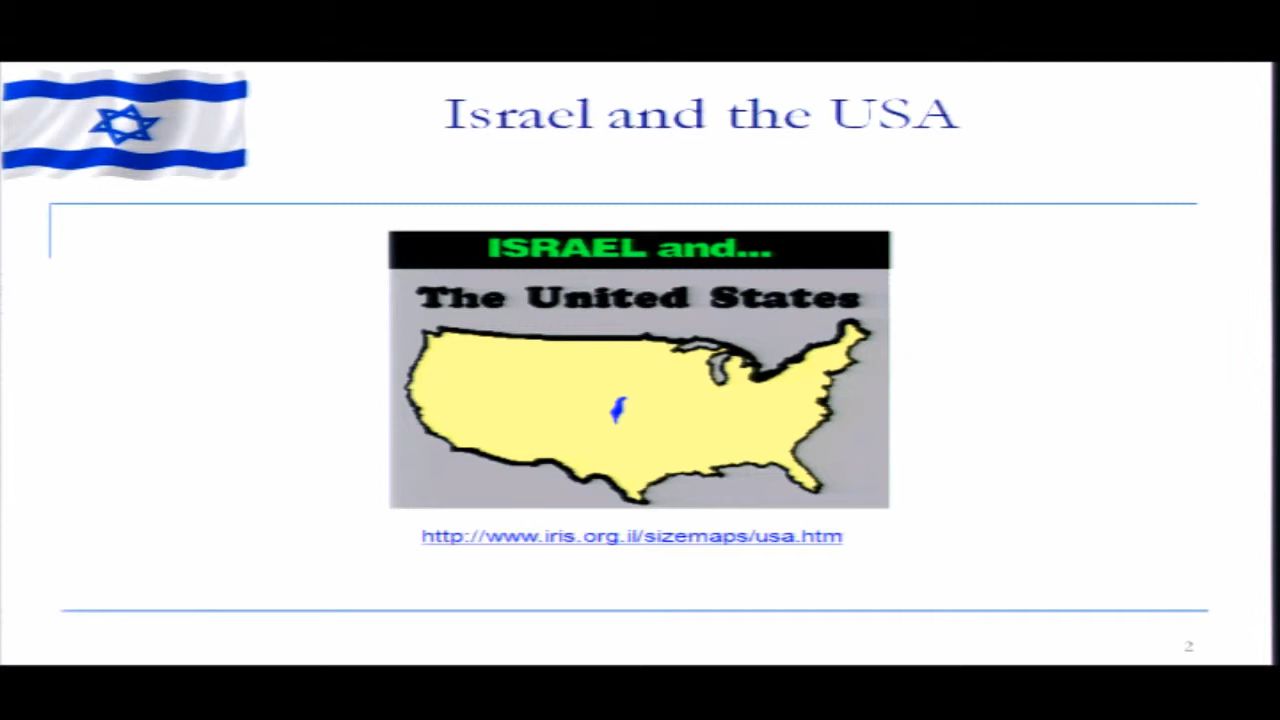 Israel and the USA
ISRAEL and...
The United States
http://www.iris.org.il/sizemaps/usa.htm
2